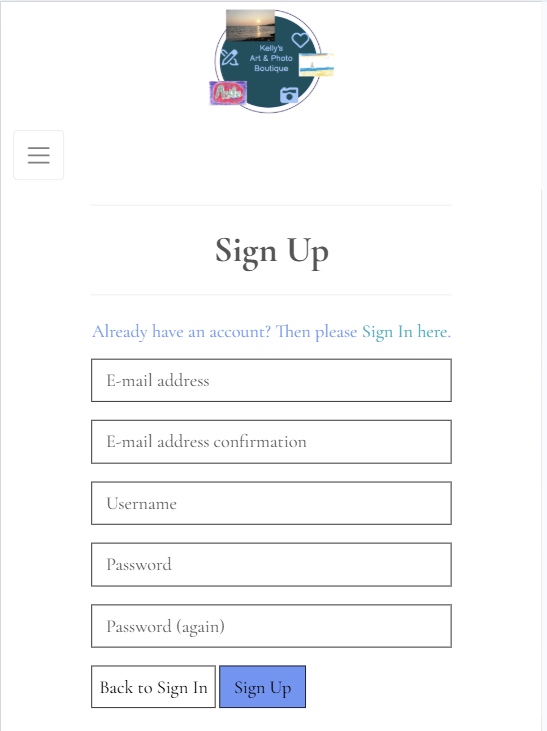 Kelly's
Art & Photo
Boutique
Sign Up
Already have an account? Then please Sign In here.
E-mail address
E-mail address confirmation
Username
Password
Password (again)
Back to Sign In Sign Up